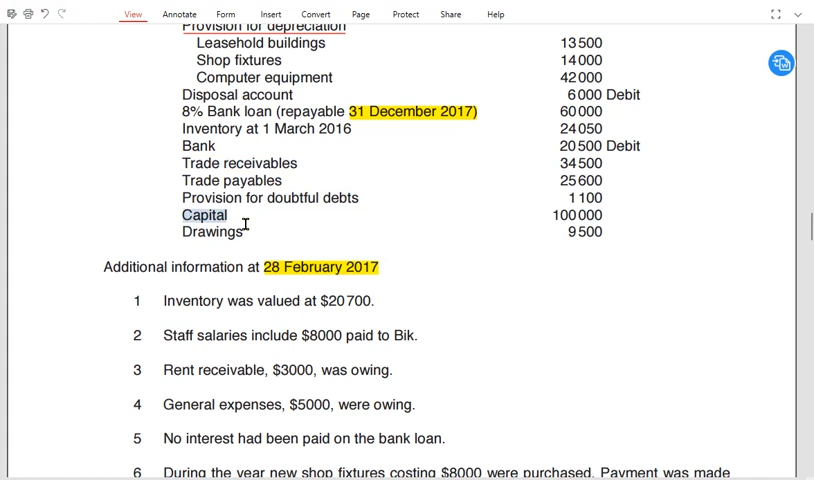 View Annotate Form Insert Convert Page Protect Share Help
Provision for depreciation
Leasehold buildings 13 500
Shop fixtures 14 000
Computer equipment 42 000
Disposal account 6 000 Debit
8% Bank loan (repayable 31 December 2017) 60 000
Inventory at 1 March 2016 24 050
Bank 20 500 Debit
Trade receivables 34 500
Trade payables 25 600
Provision for doubtful debts 1 100
Capital 100 000
Drawings 9 500
Additional information at 28 February 2017
1 Inventory was valued at $20 700.
2 Staff salaries include $8000 paid to Bik.
3 Rent receivable, $3000, was owing.
4 General expenses, $5000, were owing.
5 No interest had been paid on the bank loan.
6 During the year new shop fixtures costing $8000 were purchased. Payment was made